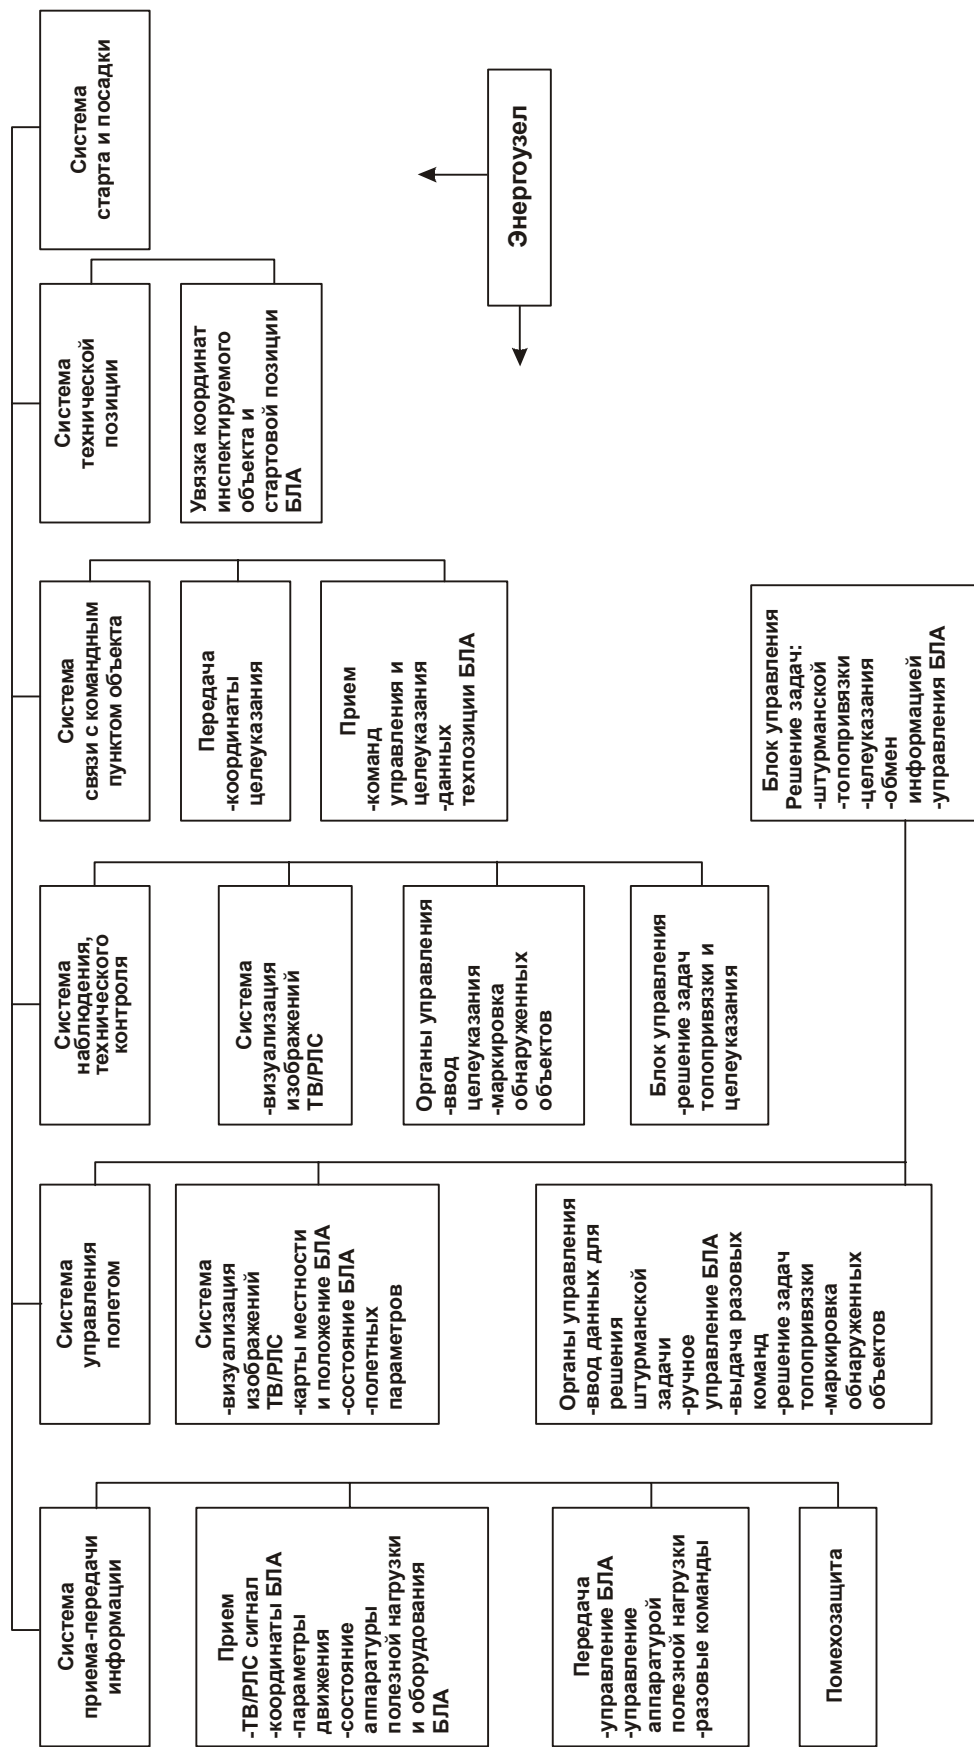 Система
приема-передачи
информации
Прием
-ТВ/РЛС сигнал
-координаты БЛА
-параметры
движения
-состояние
аппаратуры
полезной нагрузки
и оборудования
БЛА
Передача
-управление БЛА
-управление
аппаратурой
полезной нагрузки
-разовые команды
Помехозащита
Система
управления
полетом
Система
-визуализация
изображений
ТВ/РЛС
-карты местности
и положение БЛА
-состояние БЛА
-полетных
параметров
Органы управления
-ввод данных для
решения
штурманской
задачи
-ручное
управление БЛА
-выдача разовых
команд
-решение задач
топопривязки
-маркировка
обнаруженных
объектов
Блок управления
Решение задач:
-штурманской
-топопривязки
-целеуказания
-обмен
информацией
-управления БЛА
Система
наблюдения,
технического
контроля
Система
-визуализация
изображений
ТВ/РЛС
Органы управления
-ввод
целеуказания
-маркировка
обнаруженных
объектов
Блок управления
-решение задач
топопривязки и
целеуказания
Система
связи с командным
пунктом объекта
Передача
-координаты
целеуказания
Прием
-команд
управления и
целеуказания
-данных
техпозиции БЛА
Система
технической
позиции
Увязка координат
инспектируемого
объекта и
стартовой позиции
БЛА
Система
старта и посадки
Энергоузел